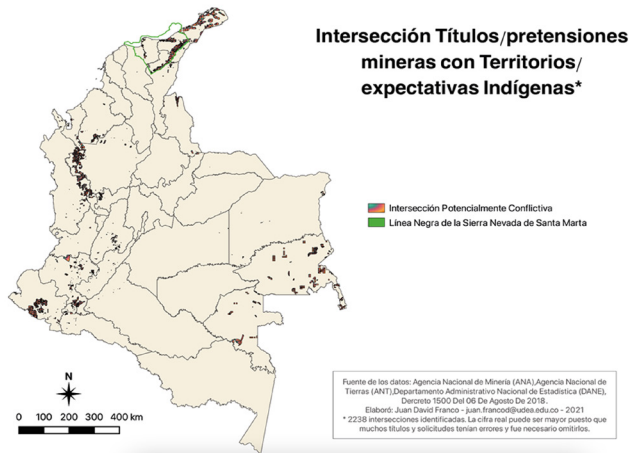 Intersección Títulos/pretensiones
mineras con Territorios/
expectativas Indígenas*
Intersección Potencialmente Conflictiva
Línea Negra de la Sierra Nevada de Santa Marta
N
0 100 200 300 400 km
Fuente de los datos: Agencia Nacional de Minería (ANA),Agencia Nacional de
Tierras (ANT),Departamento Administrativo Nacional de Estadística (DANE),
Dercreto 1500 Del 06 De Agosto De 2018.
Elaboró: Juan David Franco - juan.francod@udea.edu.co - 2021
* 2238 intersecciones identificadas. La cifra real puede ser mayor puesto que
muchos títulos y solicitudes tenían errores y fue necesario omitirlos.